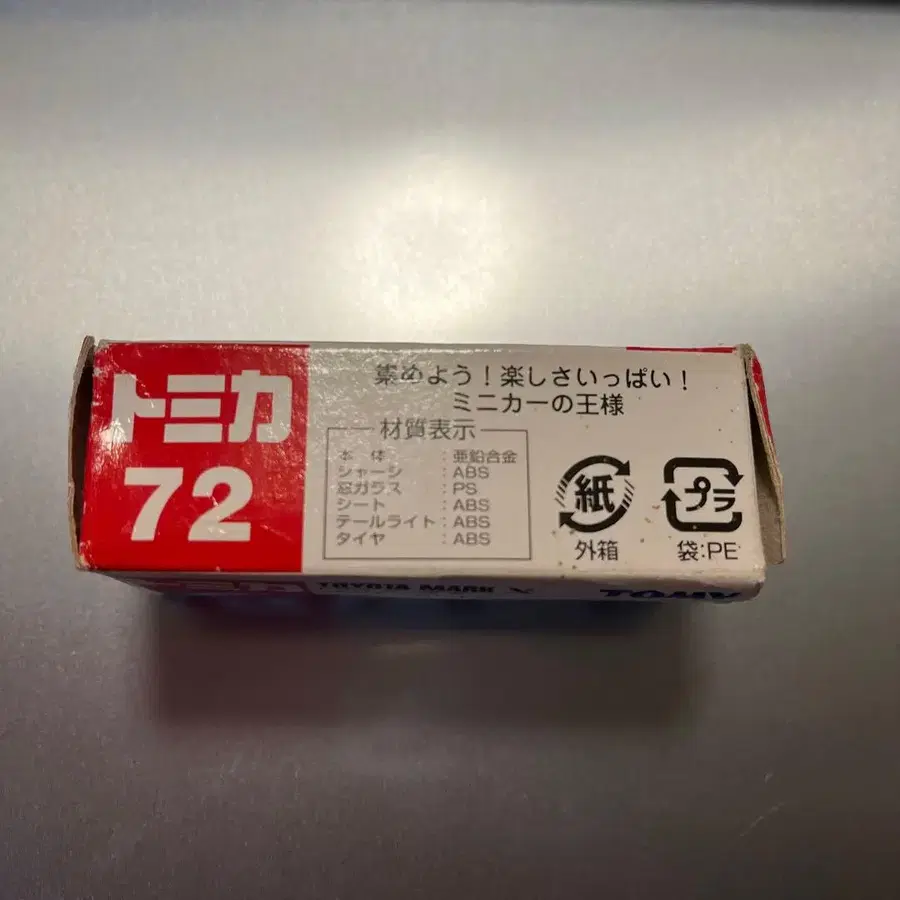 トミカ
72
集めよう！楽しさいっぱい！
ミニカーの王様
材質表示
本 体 : 亜鉛合金
シャーシ : ABS
窓ガラス : PS
シート : ABS
テールライト : ABS
タイヤ : ABS
紙
外箱
プラ
袋:PE
TOYOTA MARK X
TOMY